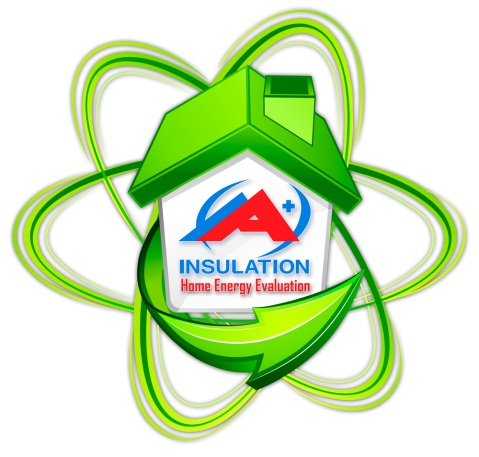 A+
INSULATION
Home Energy Evaluation